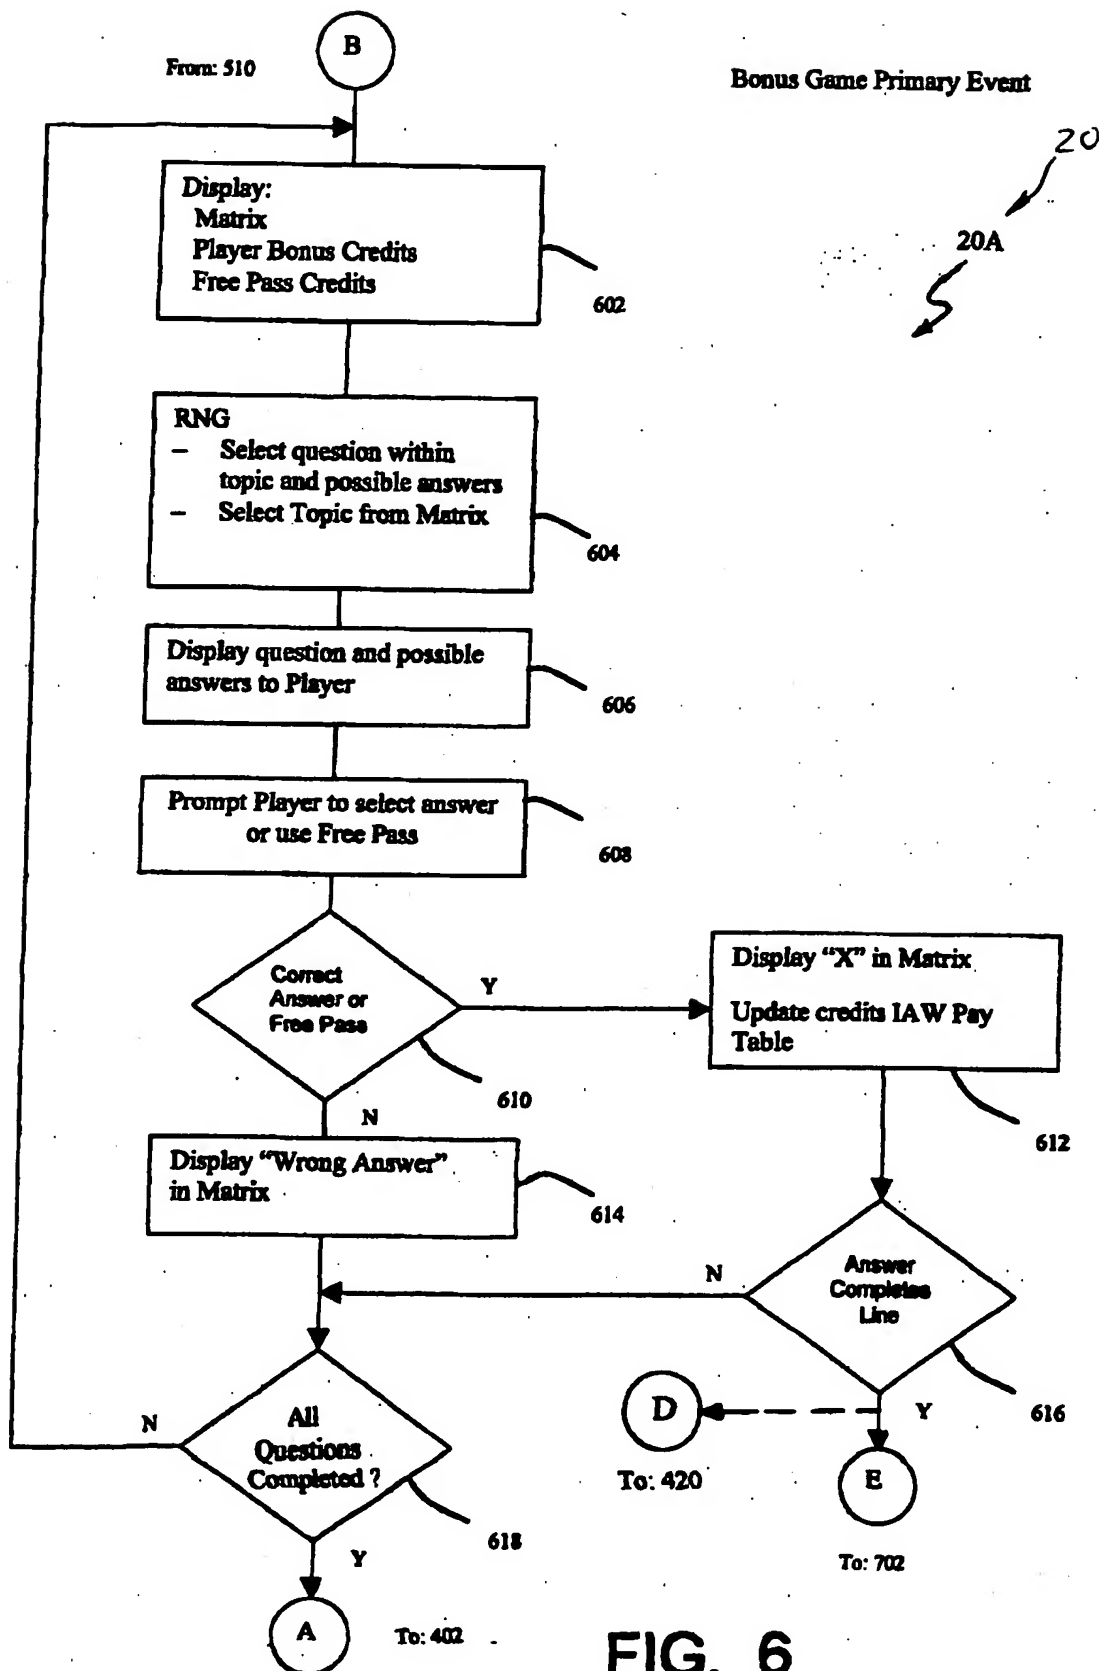 B
From: 510
Bonus Game Primary Event
20
20A
Display:
Matrix
Player Bonus Credits
Free Pass Credits
602
RNG
– Select question within
topic and possible answers
– Select Topic from Matrix
604
Display question and possible
answers to Player
606
Prompt Player to select answer
or use Free Pass
608
Correct
Answer or
Free Pass
Y
610
N
Display "X" in Matrix
Update credits IAW Pay
Table
612
Display "Wrong Answer"
in Matrix
614
Answer
Completes
Line
N
616
Y
D
To: 420
E
To: 702
All
Questions
Completed ?
N
618
Y
A
To: 402
FIG. 6